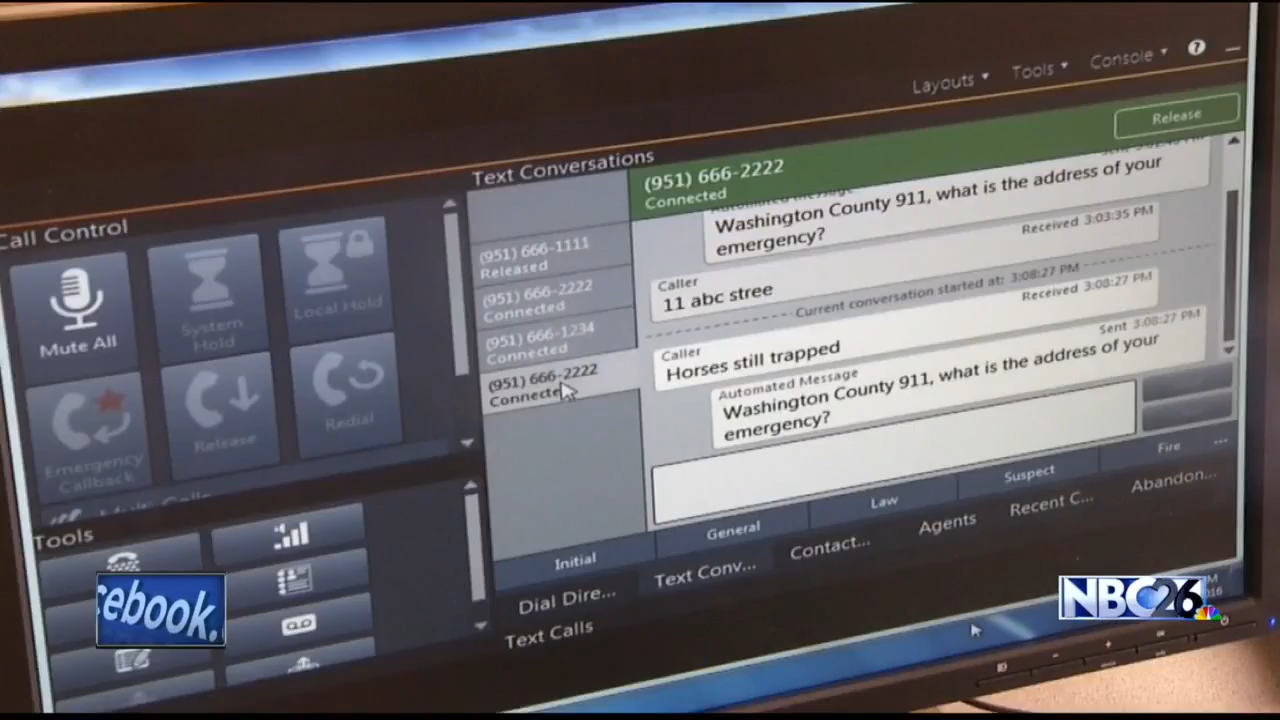 Layouts
Tools
Console
?
Release
Text Conversations
(951) 666-2222
Connected
Automated Message
Washington County 911, what is the address of your
emergency?
Received 3:03:35 PM
Caller
11 abc stree
Current conversation started at: 3:08:27 PM
Received 3:08:27 PM
Caller
Horses still trapped
Sent 3:08:27 PM
Automated Message
Washington County 911, what is the address of your
emergency?
(951) 666-1111
Released
(951) 666-2222
Connected
(951) 666-1234
Connected
(951) 666-2222
Connecte
Call Control
Mute All
System
Hold
Local Hold
Emergency
Callback
Release
Redial
Tools
Initial
General
Law
Suspect
Fire
...
Dial Dire...
Text Conv...
Contact...
Agents
Recent C...
Abandon...
Text Calls
cebook.
NBC26